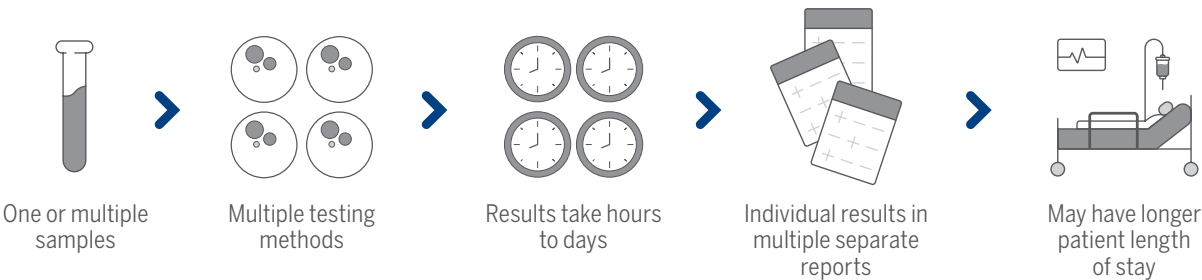 One or multiple
samples
Multiple testing
methods
Results take hours
to days
Individual results in
multiple separate
reports
May have longer
patient length
of stay